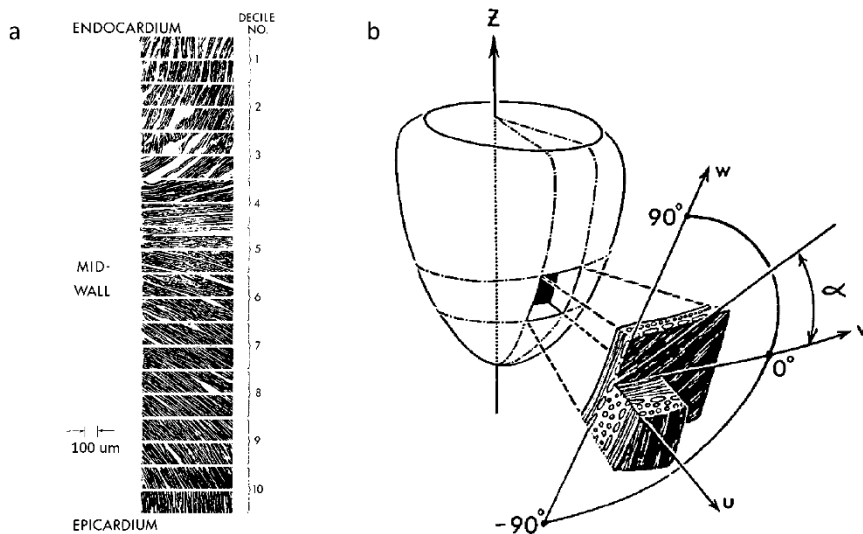 a
ENDOCARDIUM
DECILE
NO.
1
2
3
4
5
MID-
WALL
6
7
8
9
100 um
10
EPICARDIUM
b
Z
w
90°
α
v
0°
u
-90°